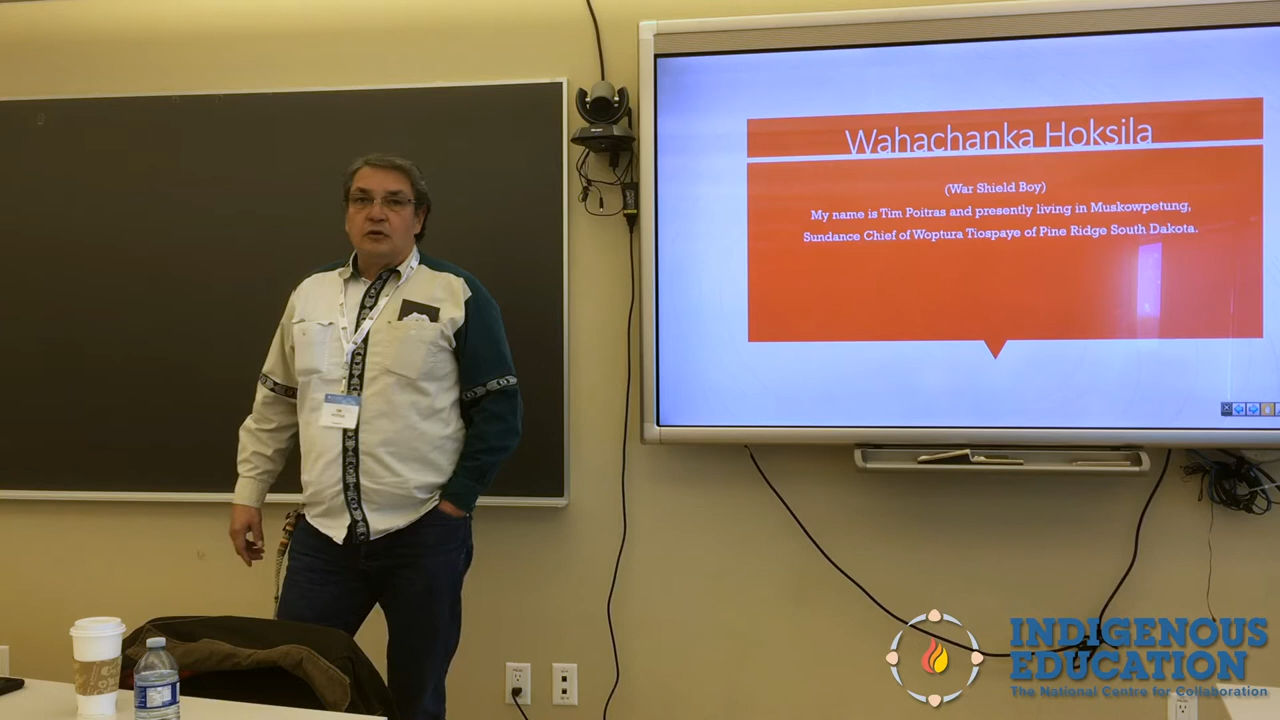 Wahachanka Hoksila
(War Shield Boy)
My name is Tim Poitras and presently living in Muskowpetung,
Sundance Chief of Woptura Tiospaye of Pine Ridge South Dakota.
INDIGENOUS
EDUCATION
The National Centre for Collaboration